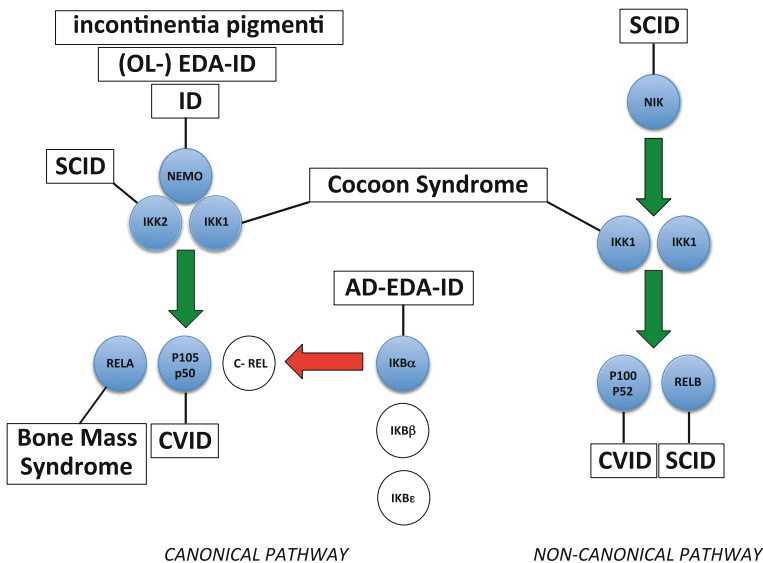 incontinentia pigmenti
(OL-) EDA-ID
ID
SCID
NEMO
IKK2
IKK1
Cocoon Syndrome
AD-EDA-ID
RELA
P105
p50
C- REL
IKBα
IKBβ
IKBε
Bone Mass
Syndrome
CVID
CANONICAL PATHWAY
SCID
NIK
IKK1
IKK1
P100
P52
RELB
CVID
SCID
NON-CANONICAL PATHWAY